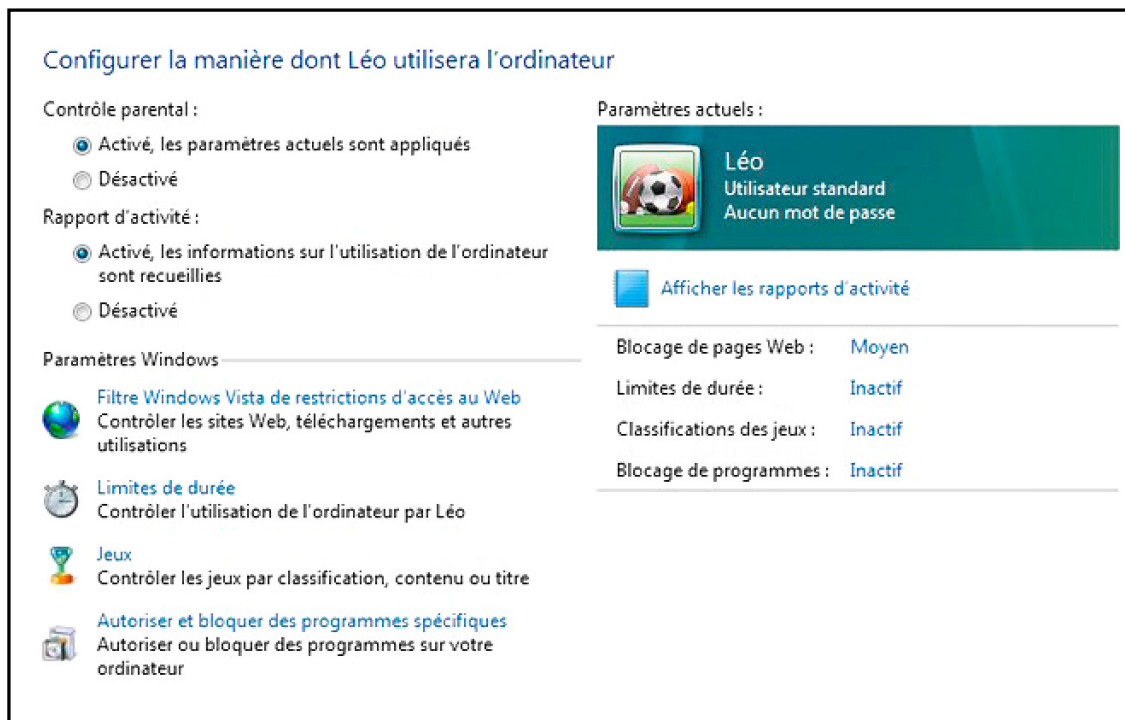 Configurer la manière dont Léo utilisera l'ordinateur
Contrôle parental :
Activé, les paramètres actuels sont appliqués
Désactivé
Rapport d'activité :
Activé, les informations sur l'utilisation de l'ordinateur
sont recueillies
Désactivé
Paramètres Windows
Filtre Windows Vista de restrictions d'accès au Web
Contrôler les sites Web, téléchargements et autres
utilisations
Limites de durée
Contrôler l'utilisation de l'ordinateur par Léo
Jeux
Contrôler les jeux par classification, contenu ou titre
Autoriser et bloquer des programmes spécifiques
Autoriser ou bloquer des programmes sur votre
ordinateur
Paramètres actuels :
Léo
Utilisateur standard
Aucun mot de passe
Afficher les rapports d'activité
Blocage de pages Web : Moyen
Limites de durée : Inactif
Classifications des jeux : Inactif
Blocage de programmes : Inactif